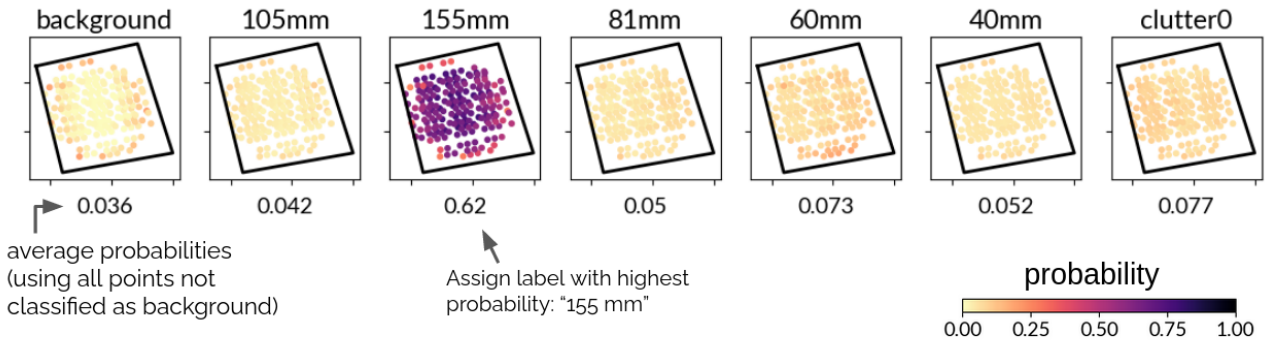 background 105mm 155mm 81mm 60mm 40mm clutter0
0.036 0.042 0.62 0.05 0.073 0.052 0.077
average probabilities
(using all points not
classified as background)
Assign label with highest
probability: “155 mm”
probability
0.00 0.25 0.50 0.75 1.00